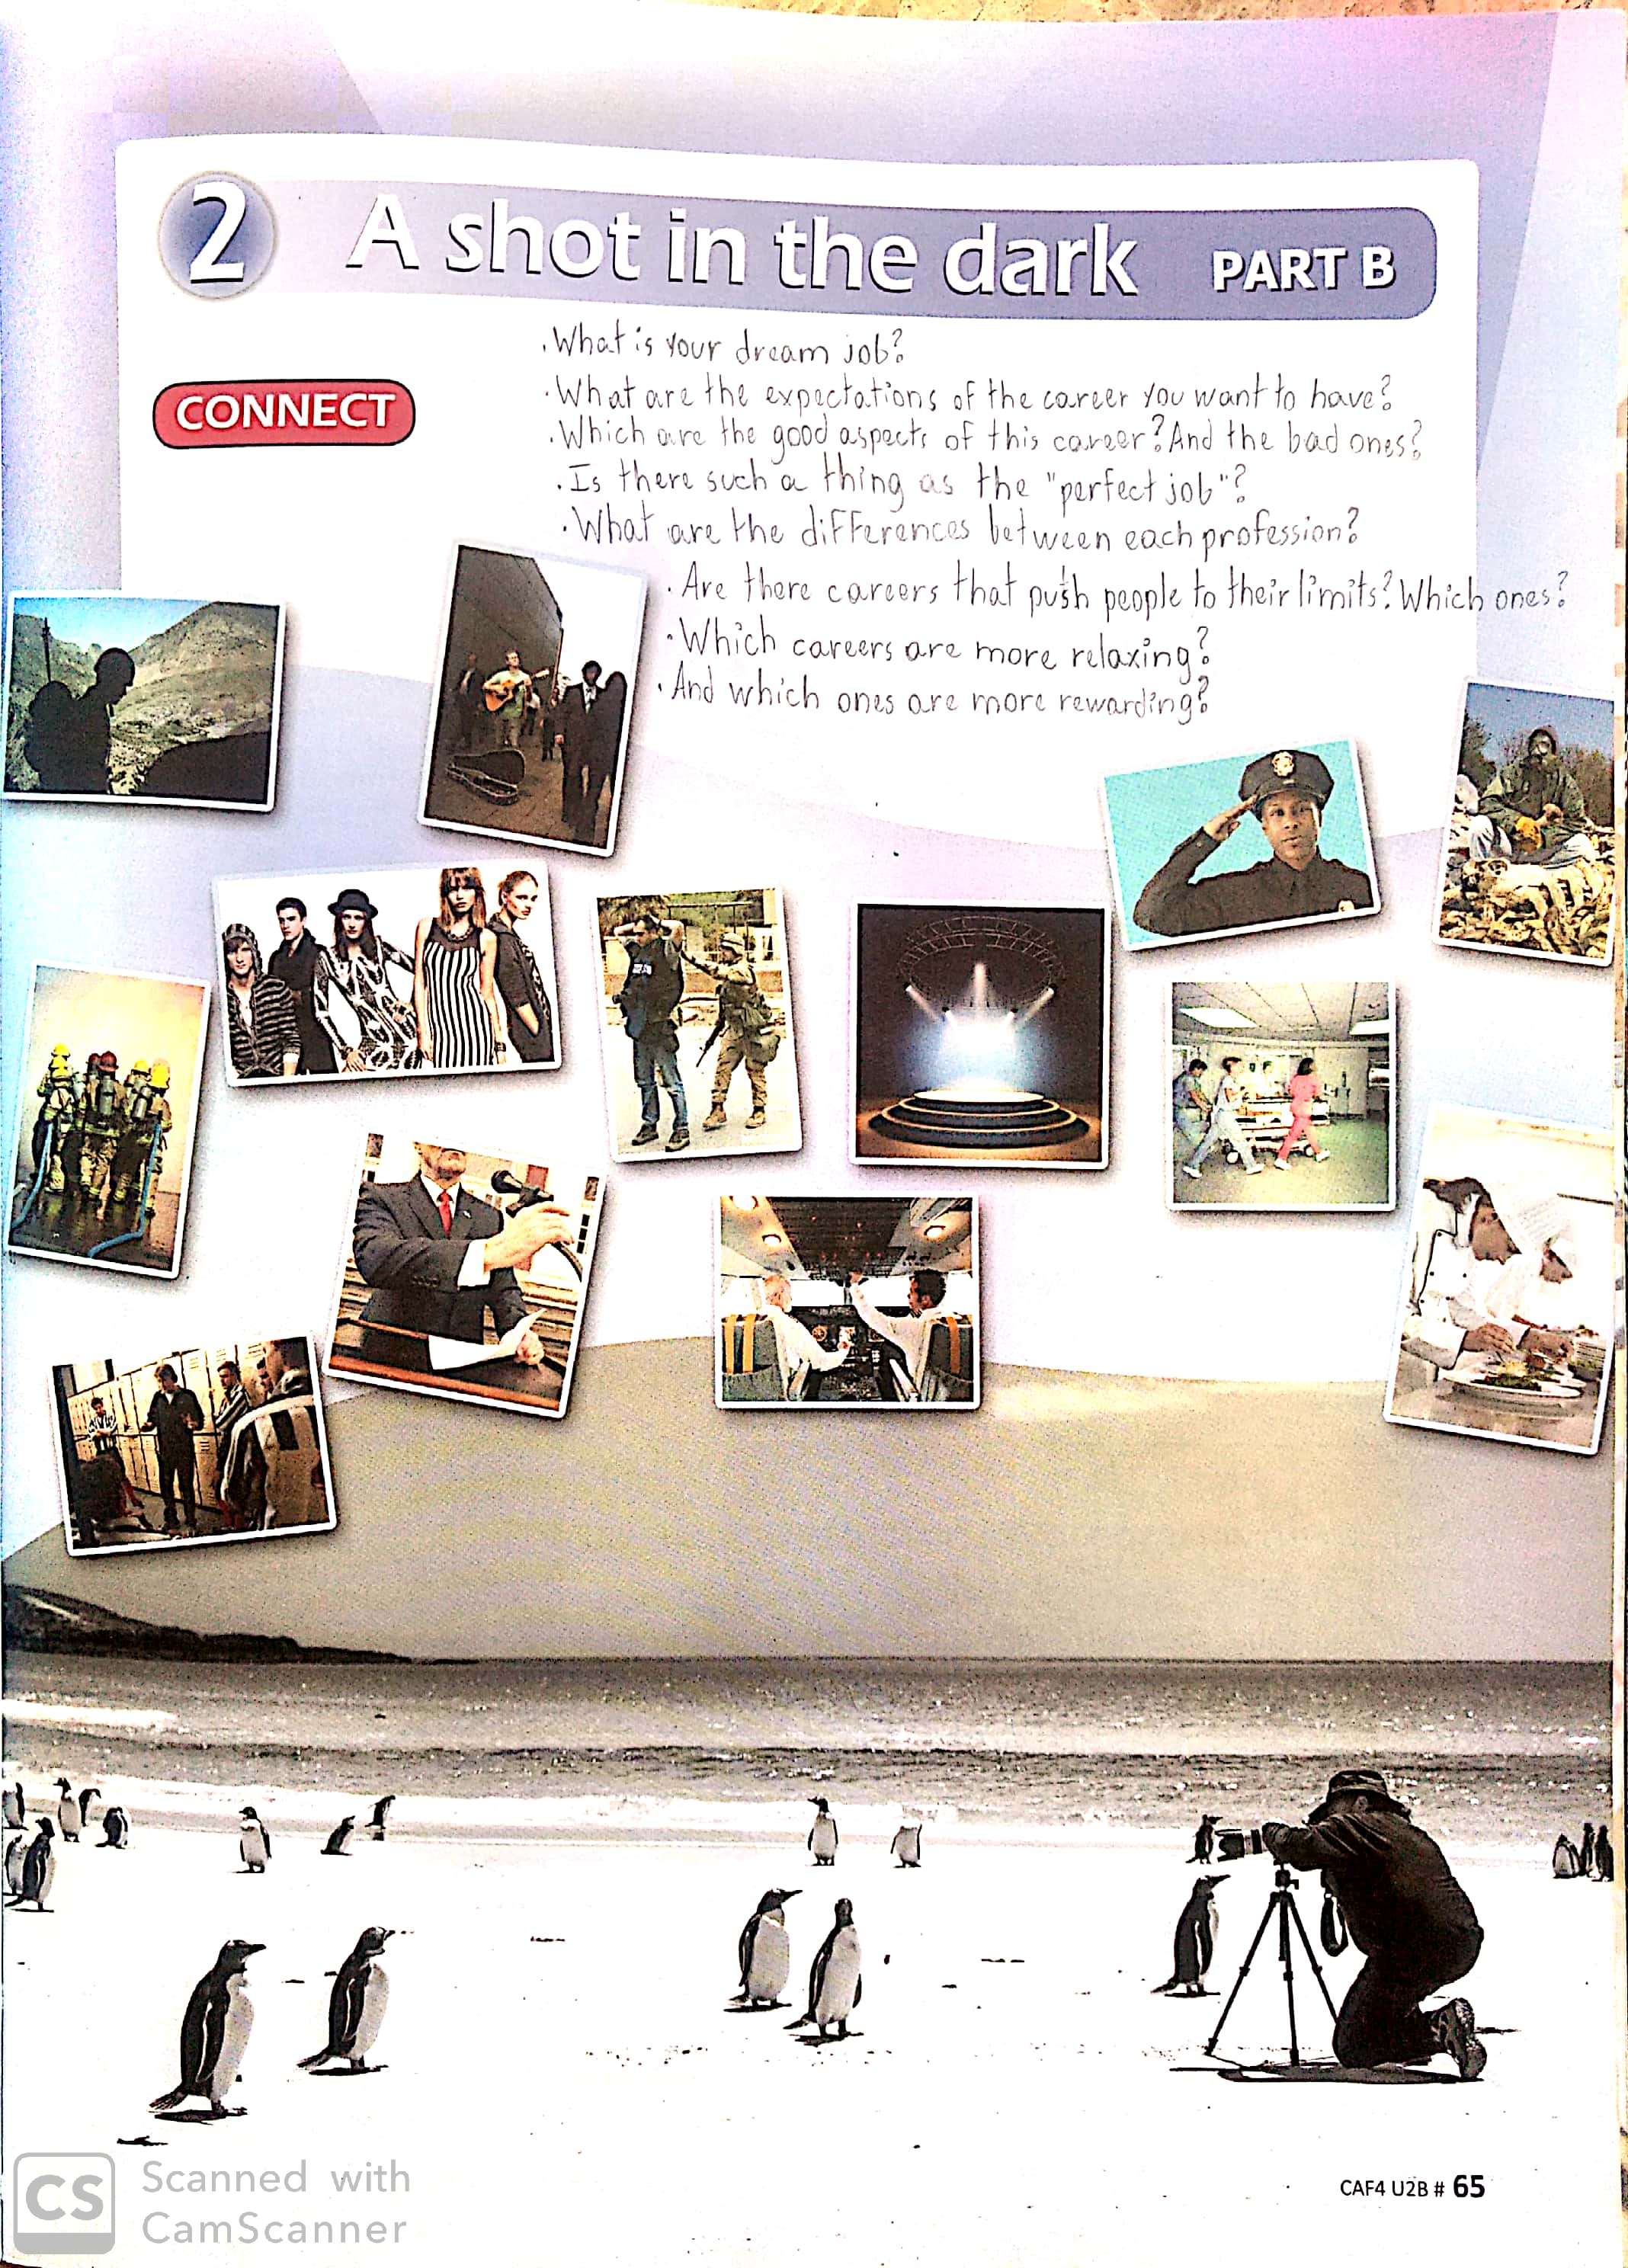 2 A shot in the dark PART B
CONNECT
.What is your dream job?
.What are the expectations of the career you want to have?
.Which are the good aspects of this career? And the bad ones?
.Is there such a thing as the "perfect job"?
.What are the differences between each profession?
.Are there careers that push people to their limits? Which ones?
.Which careers are more relaxing?
.And which ones are more rewarding?
CS Scanned with
CamScanner
CAF4 U2B # 65